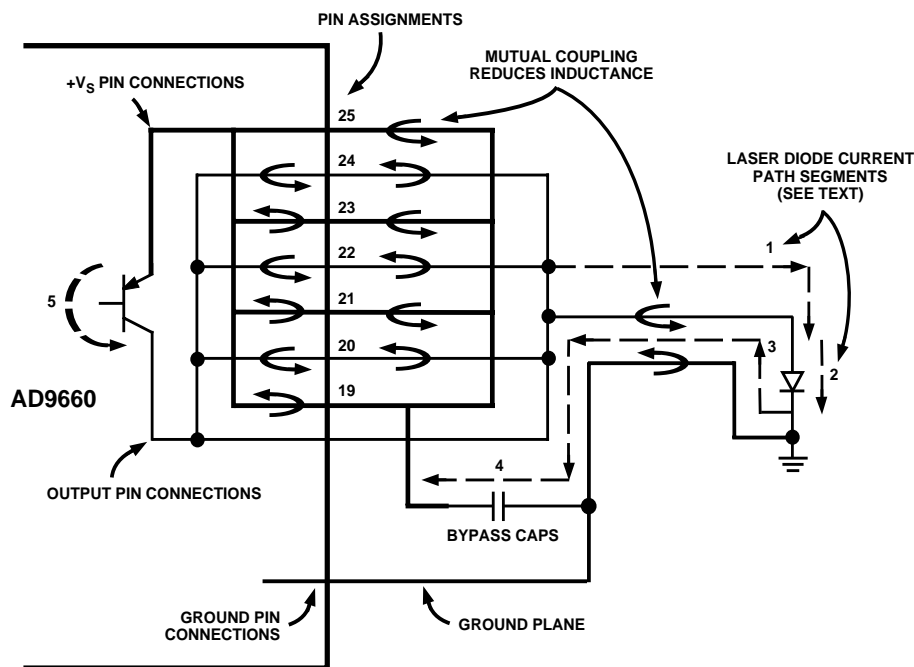 PIN ASSIGNMENTS
MUTUAL COUPLING
REDUCES INDUCTANCE
+VS PIN CONNECTIONS
25
24
LASER DIODE CURRENT
PATH SEGMENTS
(SEE TEXT)
23
22
1
5
21
20
3
2
19
AD9660
4
OUTPUT PIN CONNECTIONS
BYPASS CAPS
GROUND PIN
CONNECTIONS
GROUND PLANE